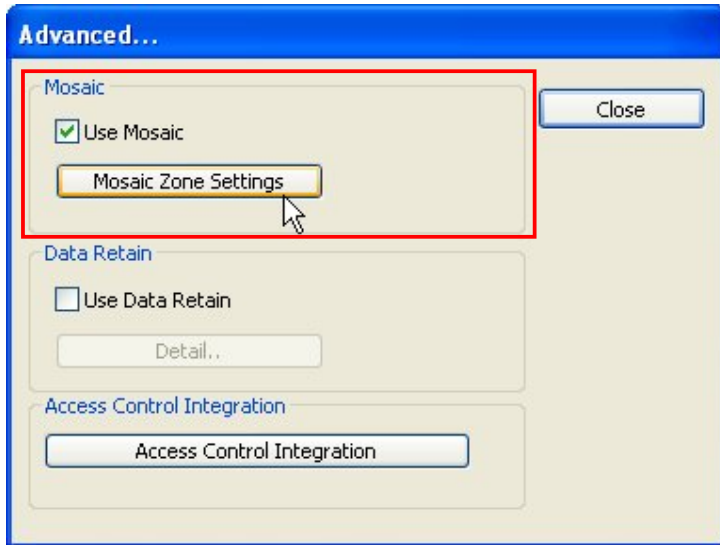 Advanced...
Mosaic
Use Mosaic
Mosaic Zone Settings
Close
Data Retain
Use Data Retain
Detail..
Access Control Integration
Access Control Integration